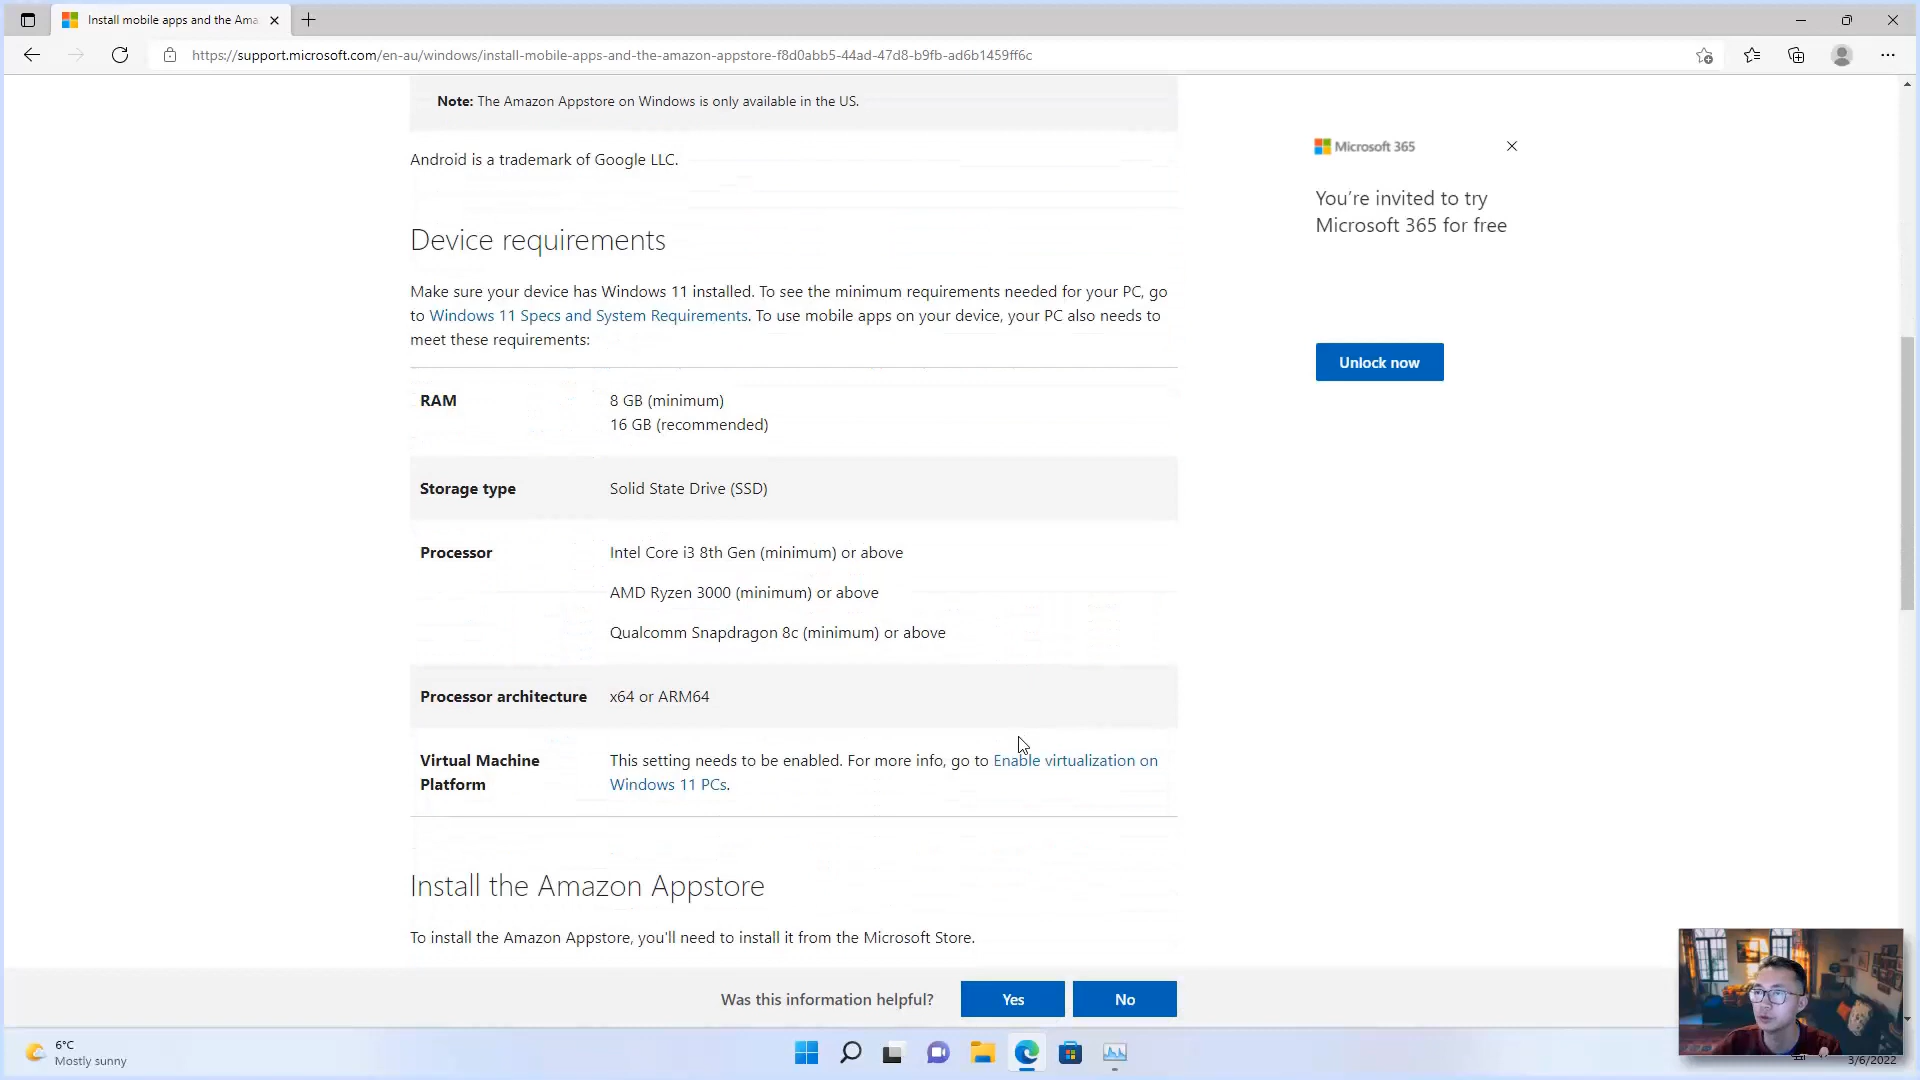 Install mobile apps and the Ama
https://support.microsoft.com/en-au/windows/install-mobile-apps-and-the-amazon-appstore-f8d0abb5-44ad-47d8-b9fb-ad6b1459ff6c
Note: The Amazon Appstore on Windows is only available in the US.
Android is a trademark of Google LLC.
Microsoft 365
You're invited to try
Microsoft 365 for free
Unlock now
Device requirements
Make sure your device has Windows 11 installed. To see the minimum requirements needed for your PC, go
to Windows 11 Specs and System Requirements. To use mobile apps on your device, your PC also needs to
meet these requirements:
RAM
8 GB (minimum)
16 GB (recommended)
Storage type
Solid State Drive (SSD)
Processor
Intel Core i3 8th Gen (minimum) or above
AMD Ryzen 3000 (minimum) or above
Qualcomm Snapdragon 8c (minimum) or above
Processor architecture
x64 or ARM64
Virtual Machine
Platform
This setting needs to be enabled. For more info, go to Enable virtualization on
Windows 11 PCs.
Install the Amazon Appstore
To install the Amazon Appstore, you'll need to install it from the Microsoft Store.
Was this information helpful?
Yes
No
6°C
Mostly sunny
3/6/2022